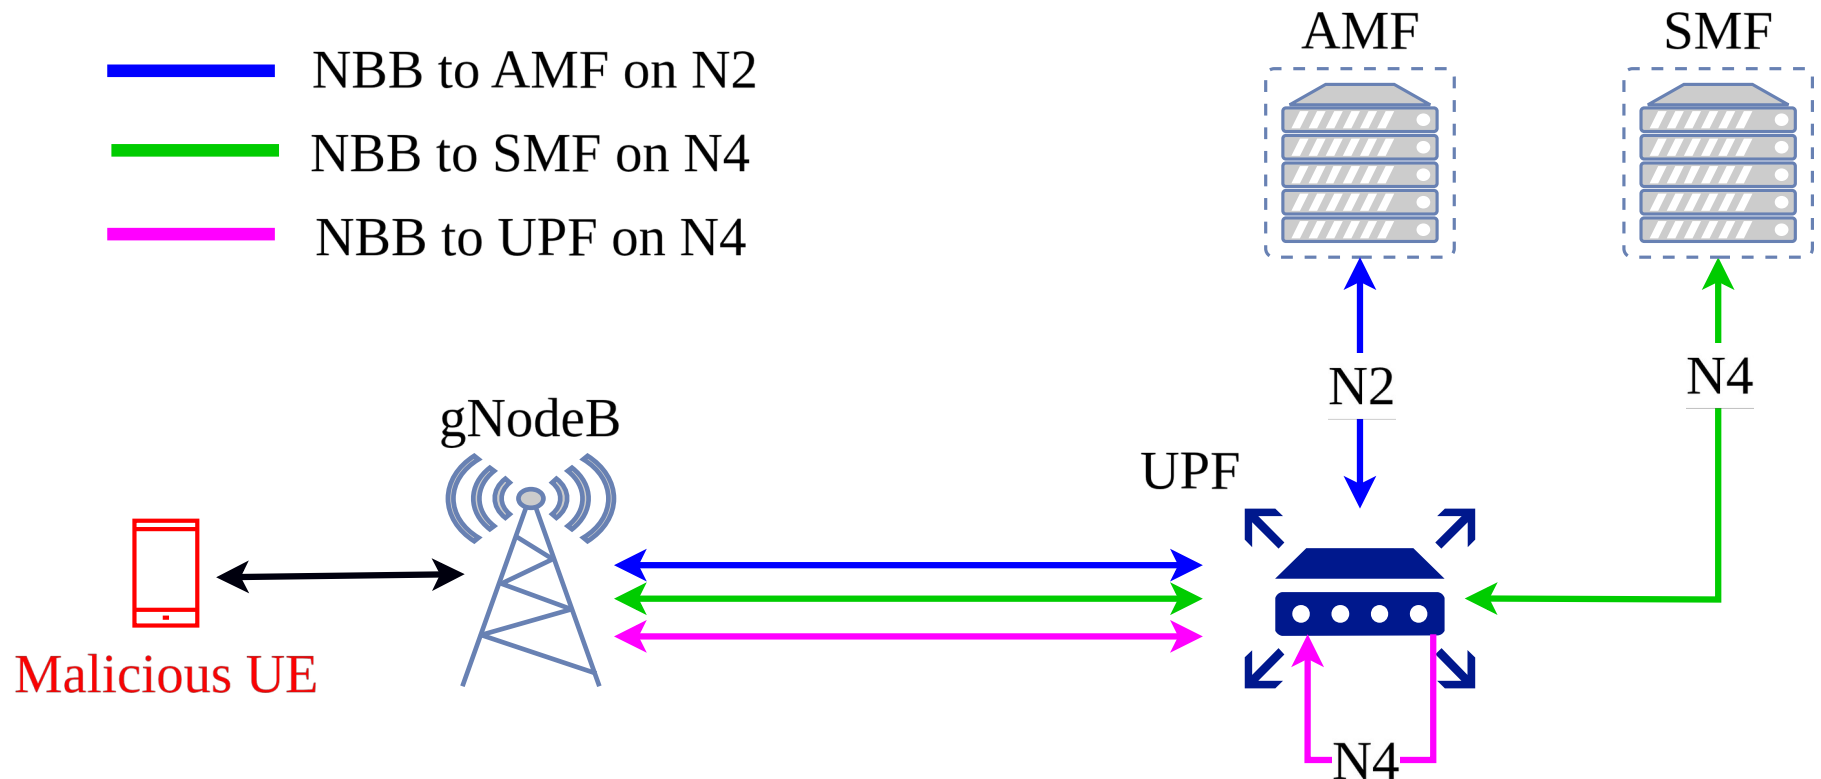 AMF
SMF
NBB to AMF on N2
NBB to SMF on N4
NBB to UPF on N4
N2
N4
gNodeB
UPF
Malicious UE
N4